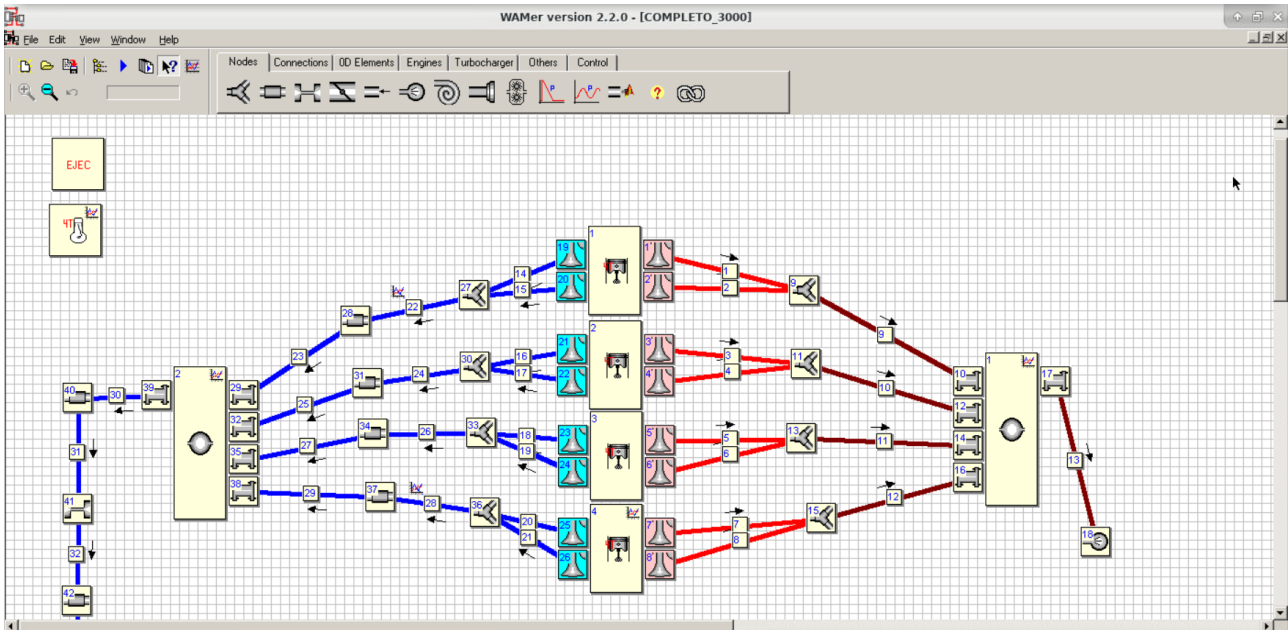 WAMer version 2.2.0 - [COMPLETO_3000]
File Edit View Window Help
Nodes Connections 0D Elements Engines Turbocharger Others Control
P P ?
EJEC
4T
1
19 1'
14 1
20 2'
27 15 2 9
28 22
2
21 3'
23 16 3 9
30 11
31 24 17 4
22 4'
2 1
29 10 10 17
40 30 39
25
32 12
3
34 26 33 18 23 5' 5 13
27 35 19 6 11 14
31 24 6' 13
38 16
29 37 28 12
41 36 4 15
20 25 7' 7
21 8 18
32 26 8'
42